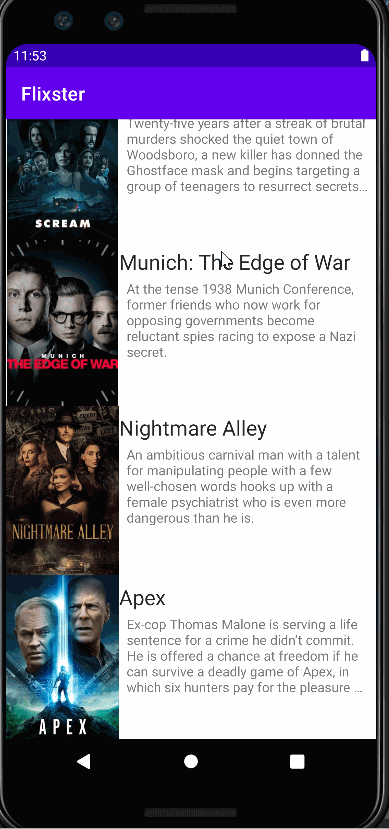 11:53
Flixster
Twenty-five years after a streak of brutal
murders shocked the quiet town of
Woodsboro, a new killer has donned the
Ghostface mask and begins targeting a
group of teenagers to resurrect secrets…
SCREAM
Munich: The Edge of War
At the tense 1938 Munich Conference,
former friends who now work for
opposing governments become
reluctant spies racing to expose a Nazi
secret.
MUNICH
THE EDGE OF WAR
Nightmare Alley
An ambitious carnival man with a talent
for manipulating people with a few
well-chosen words hooks up with a
female psychiatrist who is even more
dangerous than he is.
NIGHTMARE ALLEY
Apex
Ex-cop Thomas Malone is serving a life
sentence for a crime he didn't commit.
He is offered a chance at freedom if he
can survive a deadly game of Apex, in
which six hunters pay for the pleasure …
APEX